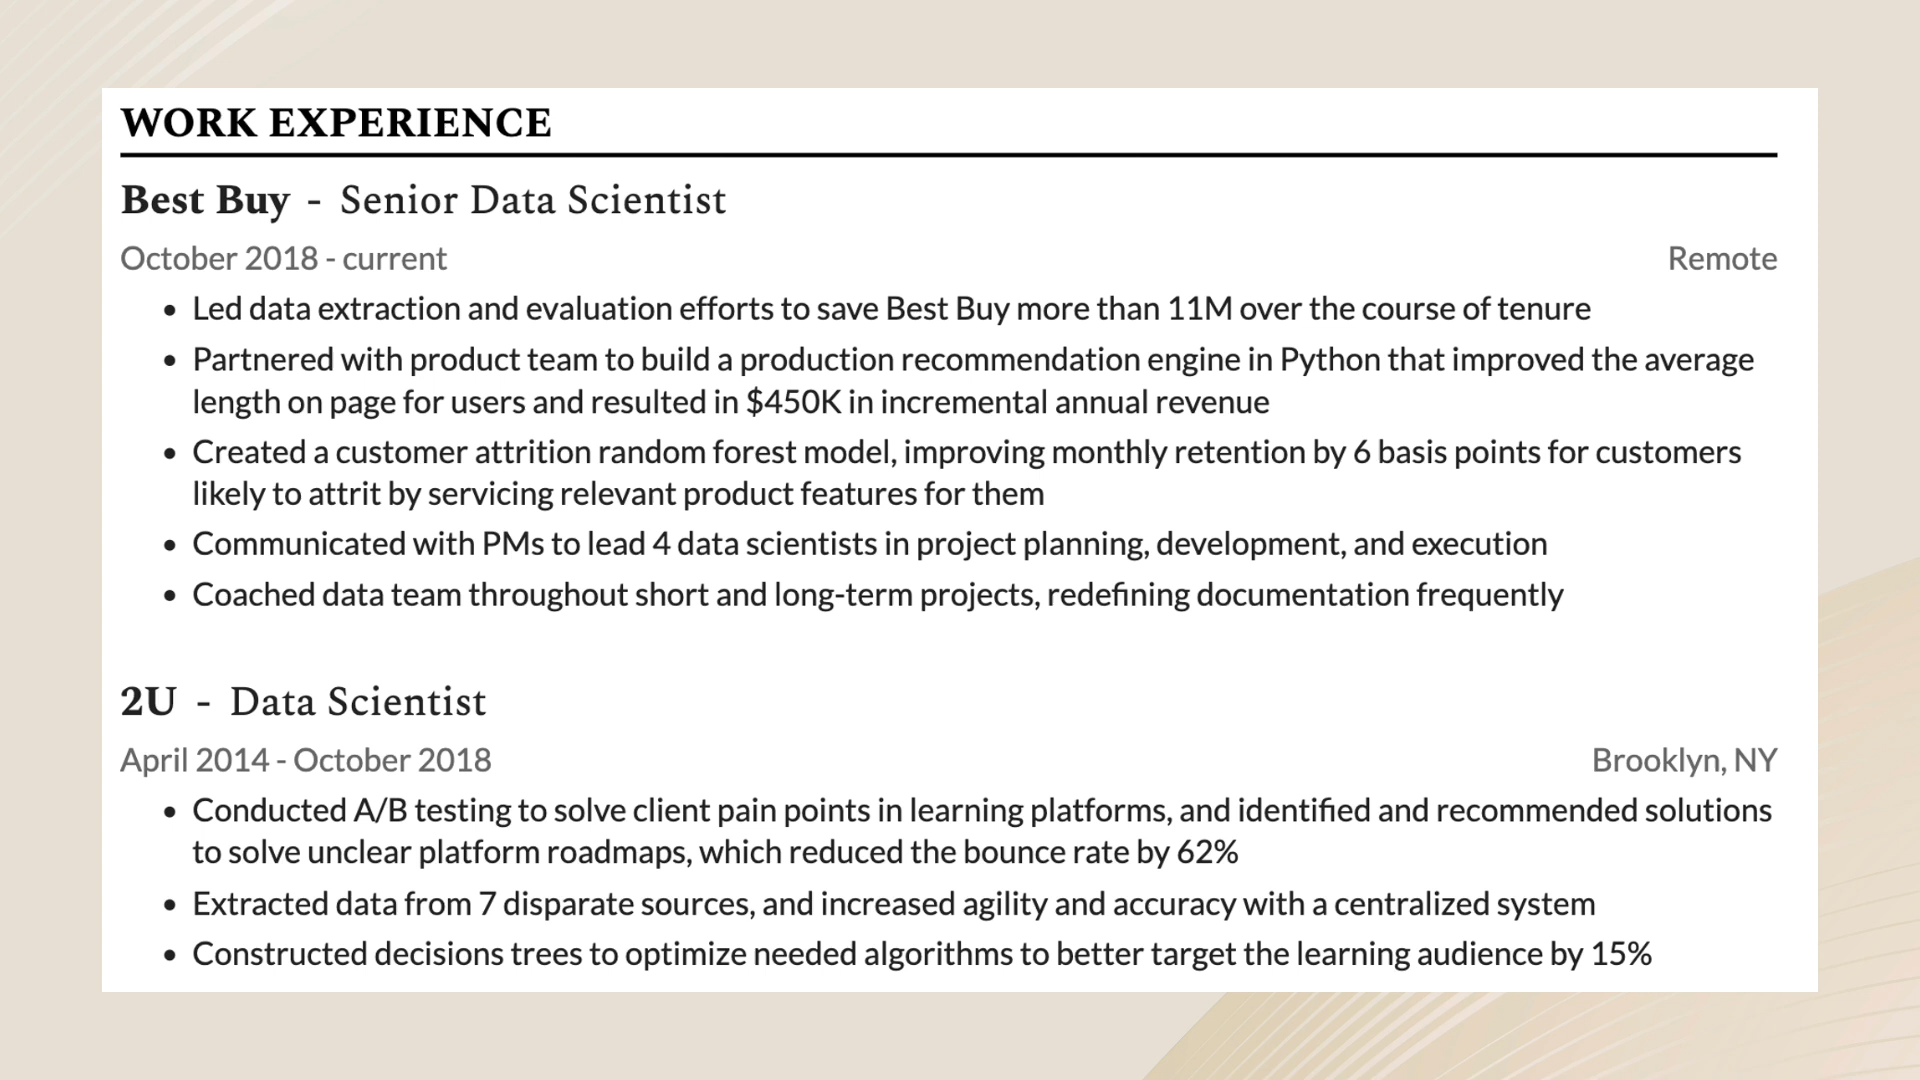 WORK EXPERIENCE
Best Buy - Senior Data Scientist
October 2018 - current Remote
• Led data extraction and evaluation efforts to save Best Buy more than 11M over the course of tenure
• Partnered with product team to build a production recommendation engine in Python that improved the average
length on page for users and resulted in $450K in incremental annual revenue
• Created a customer attrition random forest model, improving monthly retention by 6 basis points for customers
likely to attrit by servicing relevant product features for them
• Communicated with PMs to lead 4 data scientists in project planning, development, and execution
• Coached data team throughout short and long-term projects, redefining documentation frequently
2U - Data Scientist
April 2014 - October 2018 Brooklyn, NY
• Conducted A/B testing to solve client pain points in learning platforms, and identified and recommended solutions
to solve unclear platform roadmaps, which reduced the bounce rate by 62%
• Extracted data from 7 disparate sources, and increased agility and accuracy with a centralized system
• Constructed decisions trees to optimize needed algorithms to better target the learning audience by 15%